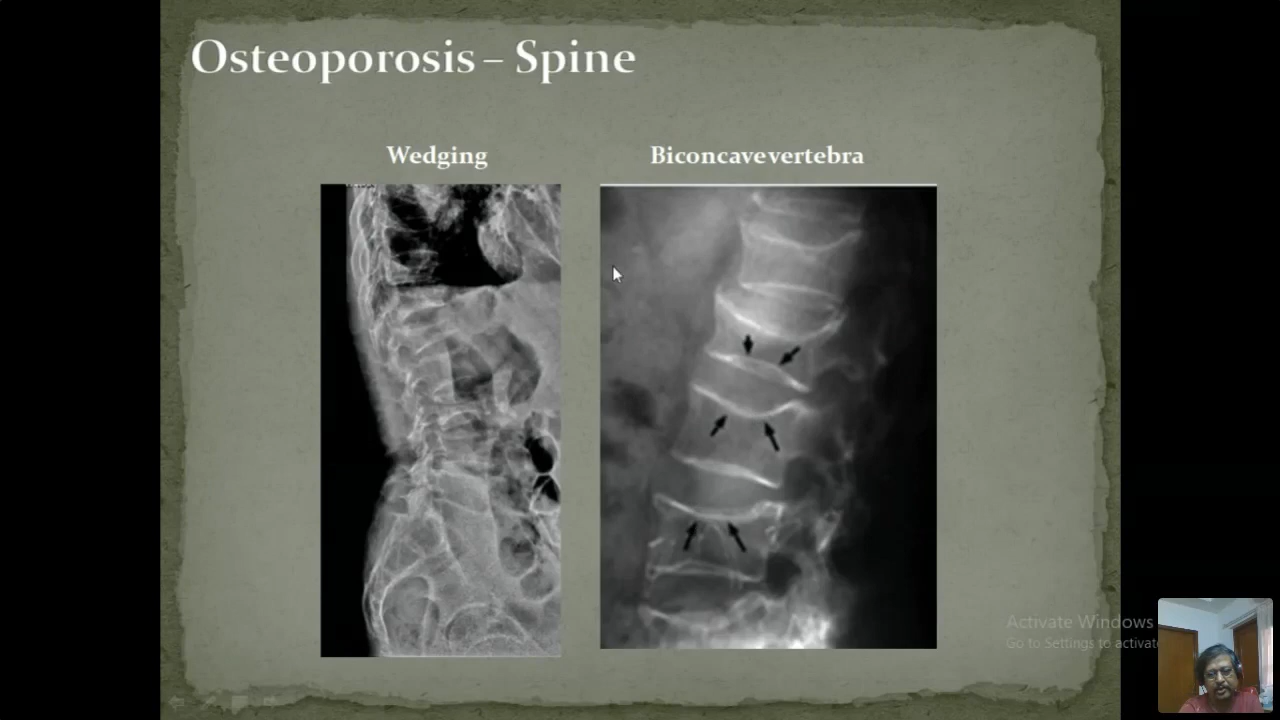 Osteoporosis – Spine
Wedging
Biconcave vertebra
Activate Windows
Go to Settings to activate